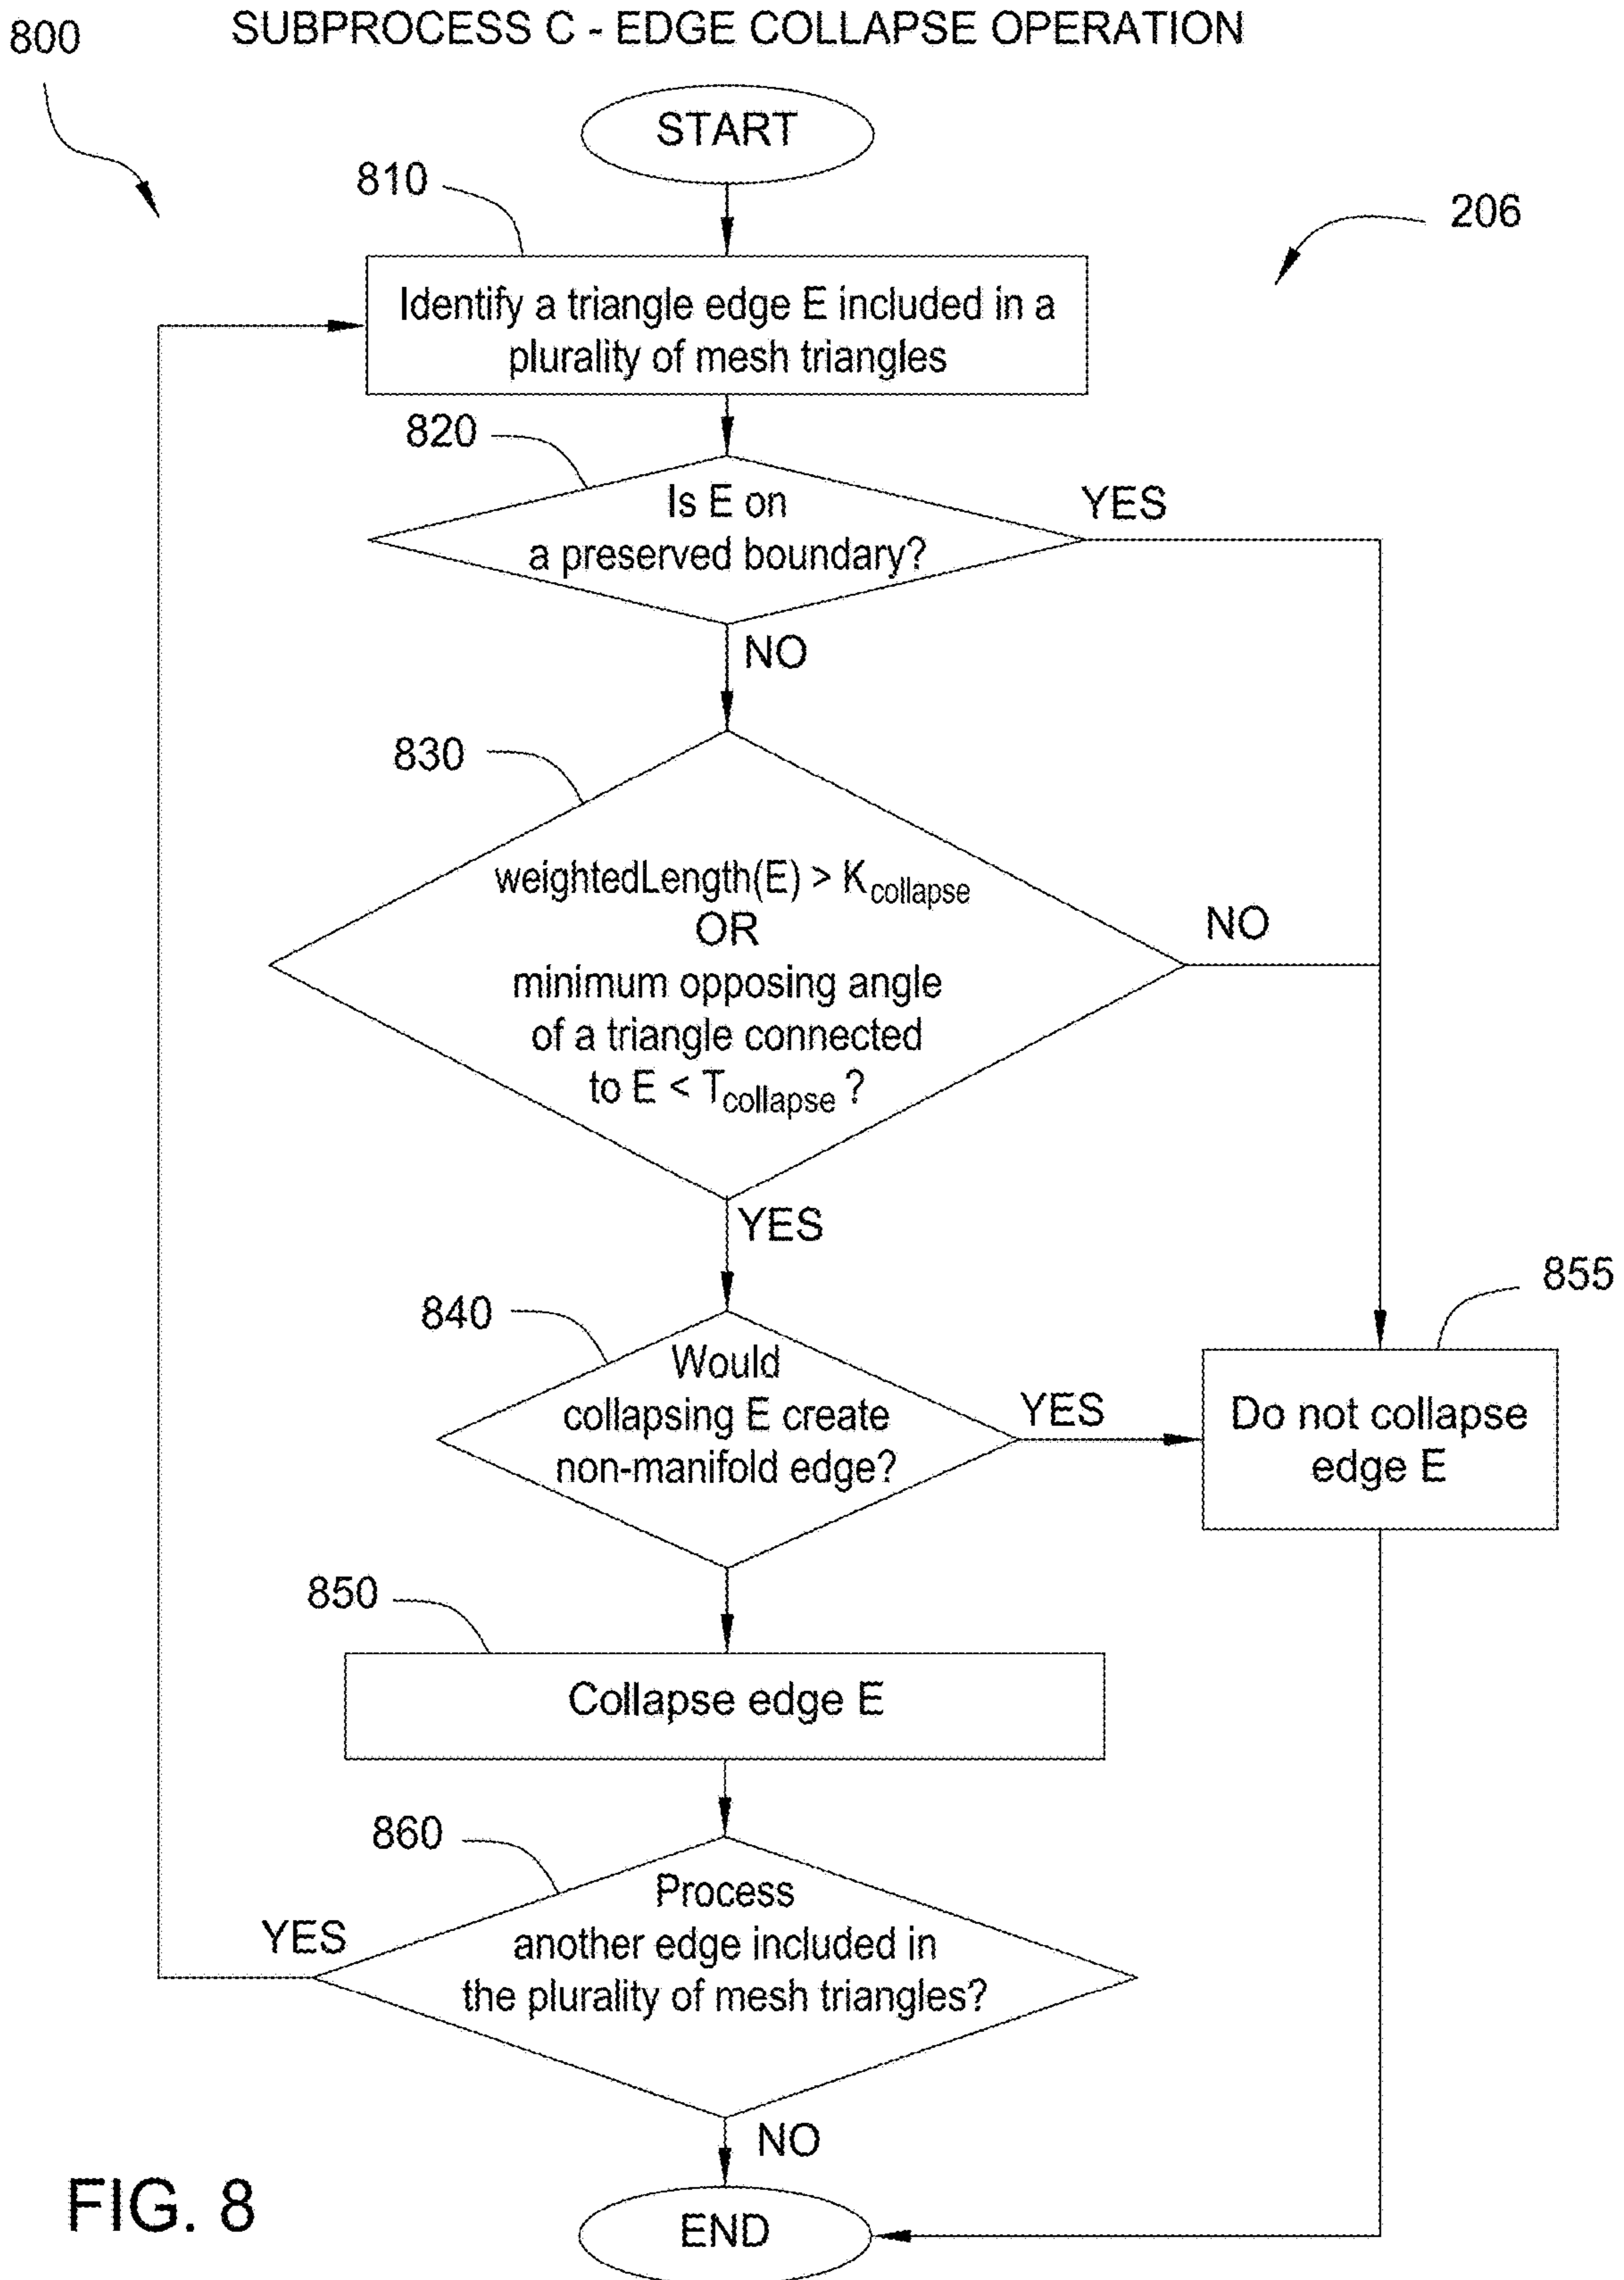 800
SUBPROCESS C - EDGE COLLAPSE OPERATION
START
810
206
Identify a triangle edge E included in a
plurality of mesh triangles
820
Is E on
a preserved boundary?
YES
NO
830
weightedLength(E) > Kcollapse
OR
minimum opposing angle
of a triangle connected
to E < Tcollapse ?
NO
YES
840
Would
collapsing E create
non-manifold edge?
YES
855
Do not collapse
edge E
850
Collapse edge E
860
Process
another edge included in
the plurality of mesh triangles?
YES
NO
END
FIG. 8